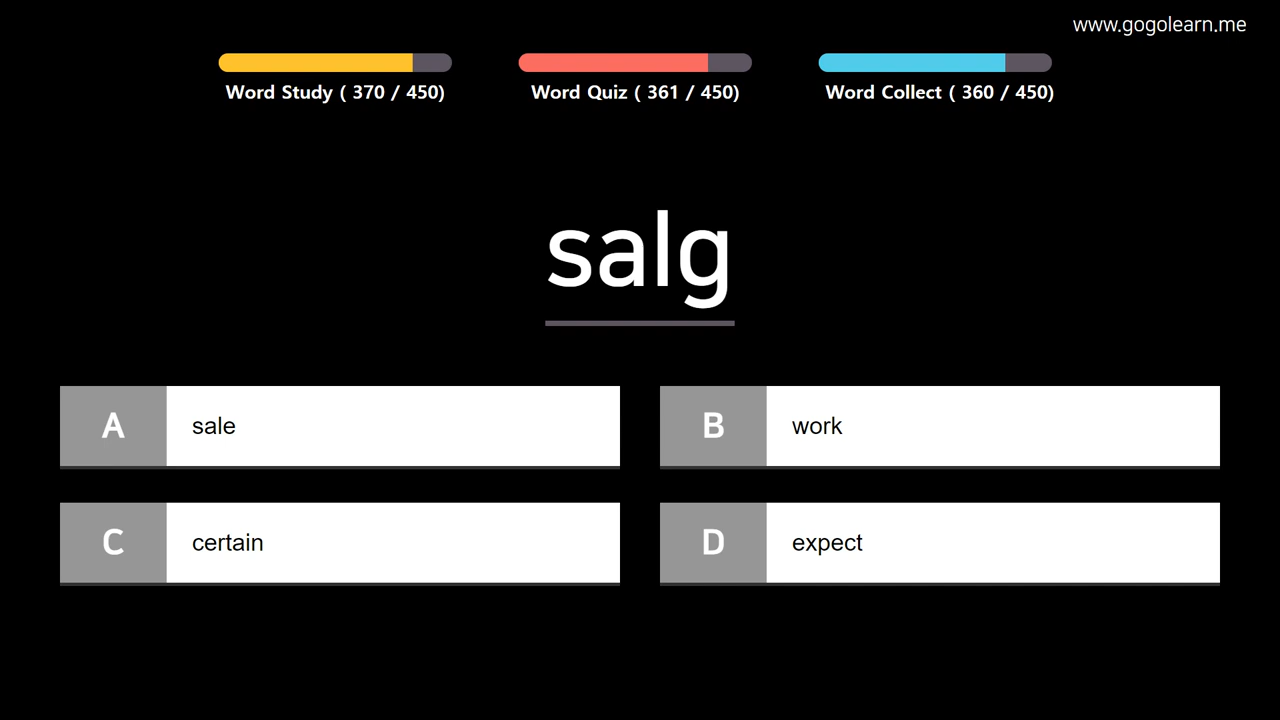 www.gogolearn.me
Word Study ( 370 / 450)
Word Quiz ( 361 / 450)
Word Collect ( 360 / 450)
salg
A sale
B work
C certain
D expect